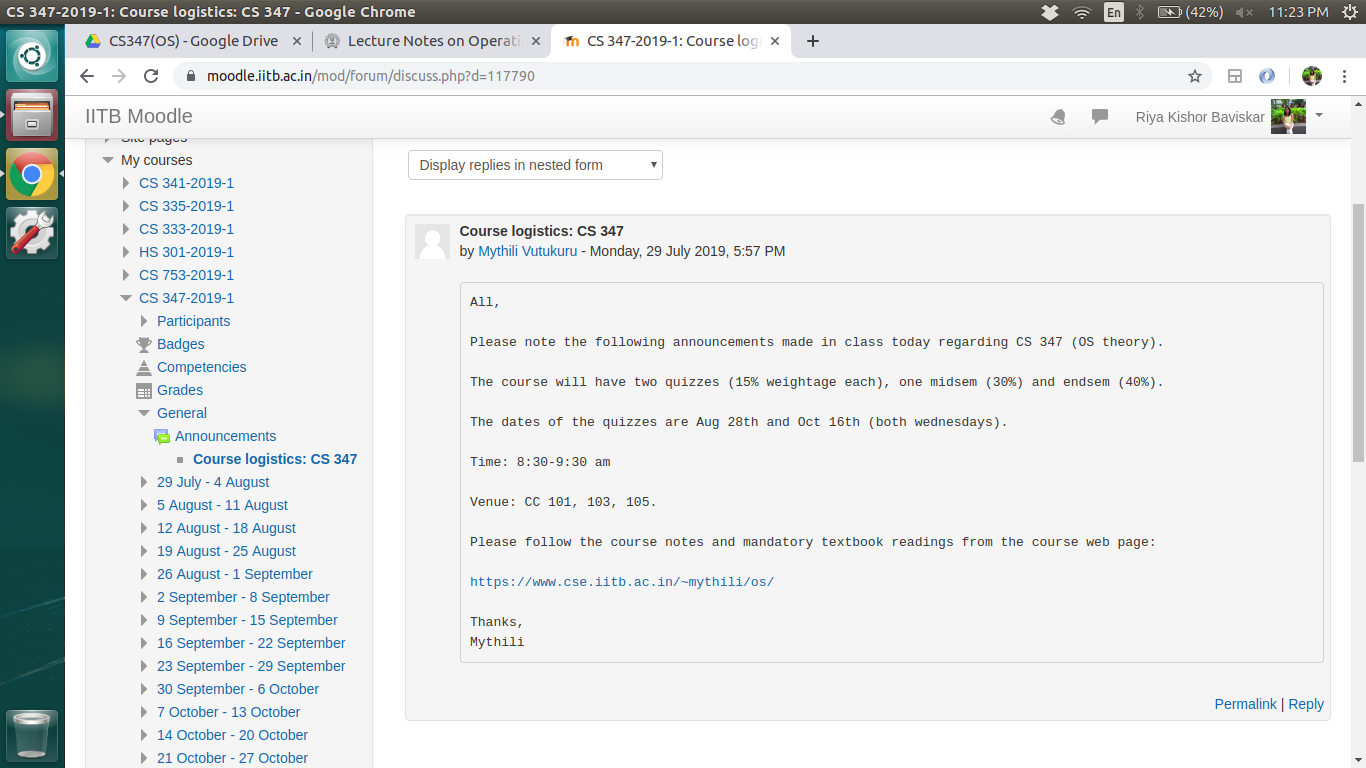 CS 347-2019-1: Course logistics: CS 347 - Google Chrome
En
(42%)
11:23 PM
CS347(OS) - Google Drive
Lecture Notes on Operati
CS 347-2019-1: Course log
moodle.iitb.ac.in/mod/forum/discuss.php?d=117790
IITB Moodle
Riya Kishor Baviskar
Site pages
My courses
CS 341-2019-1
CS 335-2019-1
CS 333-2019-1
HS 301-2019-1
CS 753-2019-1
CS 347-2019-1
Participants
Badges
Competencies
Grades
General
Announcements
Course logistics: CS 347
29 July - 4 August
5 August - 11 August
12 August - 18 August
19 August - 25 August
26 August - 1 September
2 September - 8 September
9 September - 15 September
16 September - 22 September
23 September - 29 September
30 September - 6 October
7 October - 13 October
14 October - 20 October
21 October - 27 October
Display replies in nested form
Course logistics: CS 347
by Mythili Vutukuru - Monday, 29 July 2019, 5:57 PM
All,
Please note the following announcements made in class today regarding CS 347 (OS theory).
The course will have two quizzes (15% weightage each), one midsem (30%) and endsem (40%).
The dates of the quizzes are Aug 28th and Oct 16th (both wednesdays).
Time: 8:30-9:30 am
Venue: CC 101, 103, 105.
Please follow the course notes and mandatory textbook readings from the course web page:
https://www.cse.iitb.ac.in/~mythili/os/
Thanks,
Mythili
Permalink | Reply